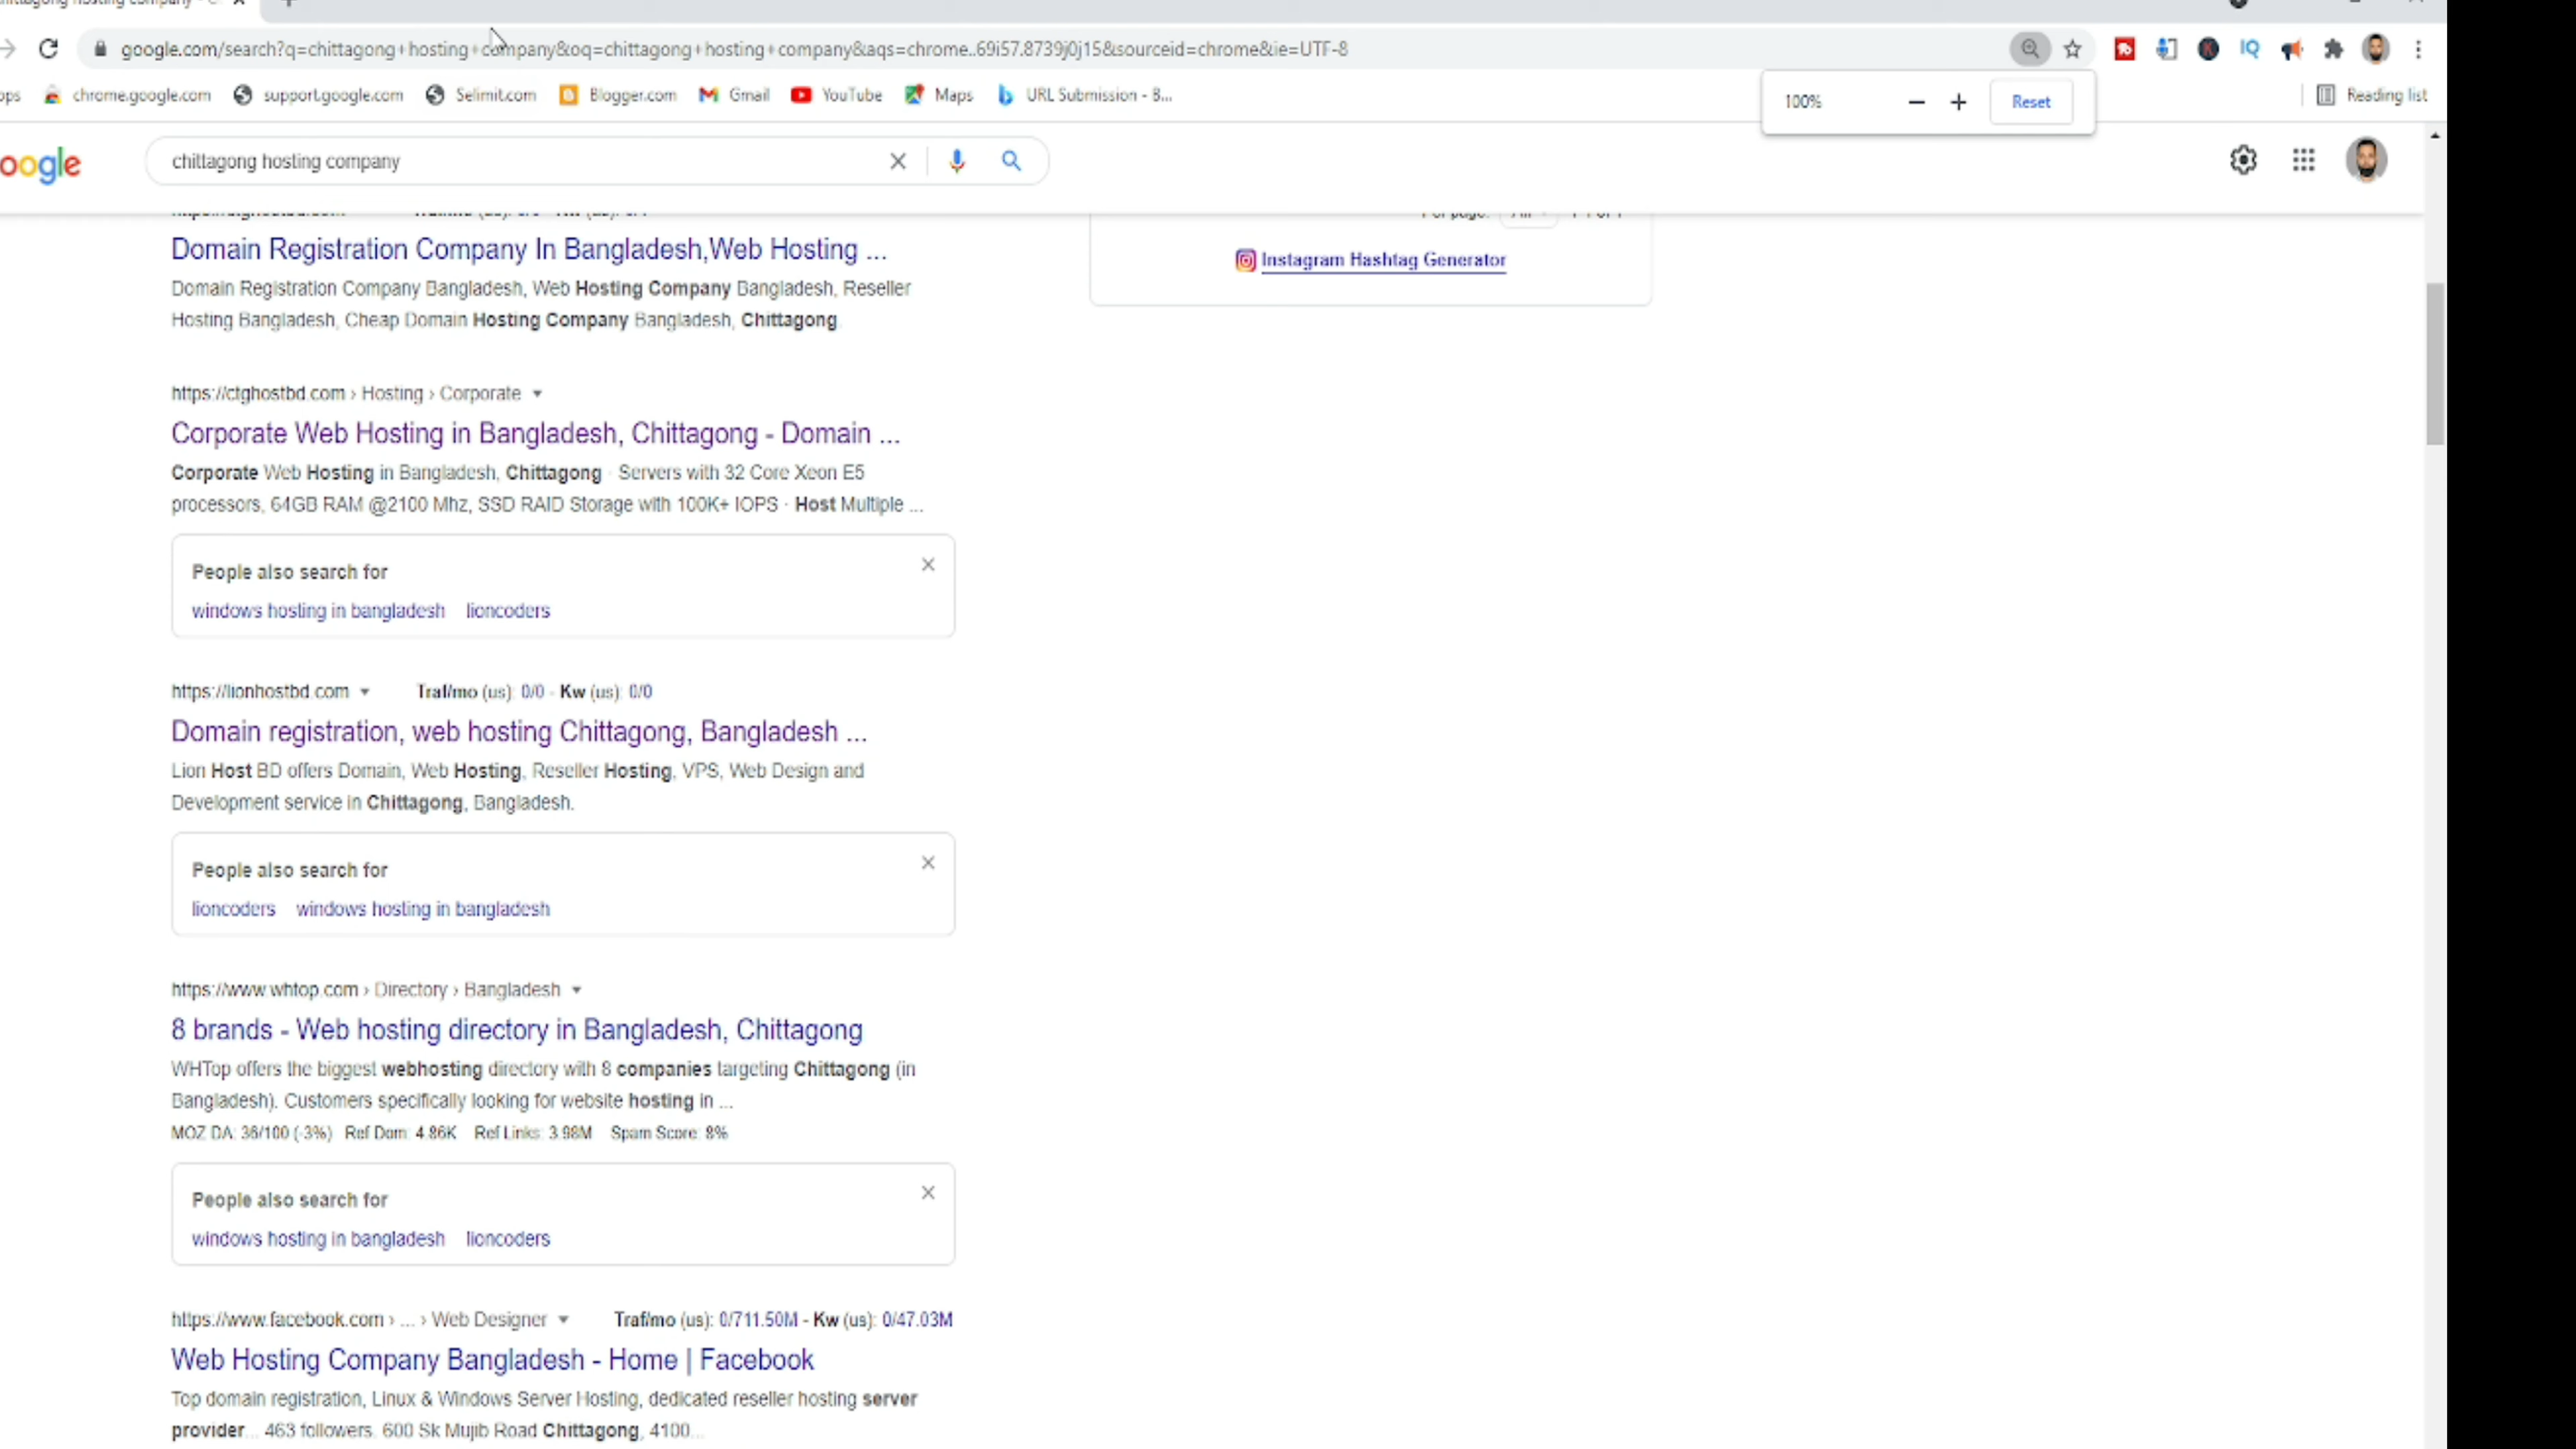 google.com/search?q=chittagong+hosting+company&oq=chittagong+hosting+company&aqs=chrome..69i57.8739j0j15&sourceid=chrome&ie=UTF-8
IQ
ops chrome.google.com support.google.com Selimit.com Blogger.com Gmail YouTube Maps URL Submission - B... Reading list
100% − + Reset
oogle chittagong hosting company
Domain Registration Company In Bangladesh,Web Hosting ...
Domain Registration Company Bangladesh, Web Hosting Company Bangladesh, Reseller
Hosting Bangladesh, Cheap Domain Hosting Company Bangladesh, Chittagong
Instagram Hashtag Generator
https://ctghostbd.com › Hosting › Corporate
Corporate Web Hosting in Bangladesh, Chittagong - Domain ...
Corporate Web Hosting in Bangladesh, Chittagong · Servers with 32 Core Xeon E5
processors, 64GB RAM @2100 Mhz, SSD RAID Storage with 100K+ IOPS · Host Multiple ...
People also search for
windows hosting in bangladesh lioncoders
https://lionhostbd.com Traf/mo (us): 0/0 - Kw (us): 0/0
Domain registration, web hosting Chittagong, Bangladesh ...
Lion Host BD offers Domain, Web Hosting, Reseller Hosting, VPS, Web Design and
Development service in Chittagong, Bangladesh.
People also search for
lioncoders windows hosting in bangladesh
https://www.whtop.com › Directory › Bangladesh
8 brands - Web hosting directory in Bangladesh, Chittagong
WHTop offers the biggest webhosting directory with 8 companies targeting Chittagong (in
Bangladesh). Customers specifically looking for website hosting in ...
MOZ DA: 36/100 (-3%) Ref Dom: 4.86K Ref Links: 3.98M Spam Score: 8%
People also search for
windows hosting in bangladesh lioncoders
https://www.facebook.com › ... › Web Designer Traf/mo (us): 0/711.50M - Kw (us): 0/47.03M
Web Hosting Company Bangladesh - Home | Facebook
Top domain registration, Linux & Windows Server Hosting, dedicated reseller hosting server
provider... 463 followers. 600 Sk Mujib Road Chittagong, 4100...